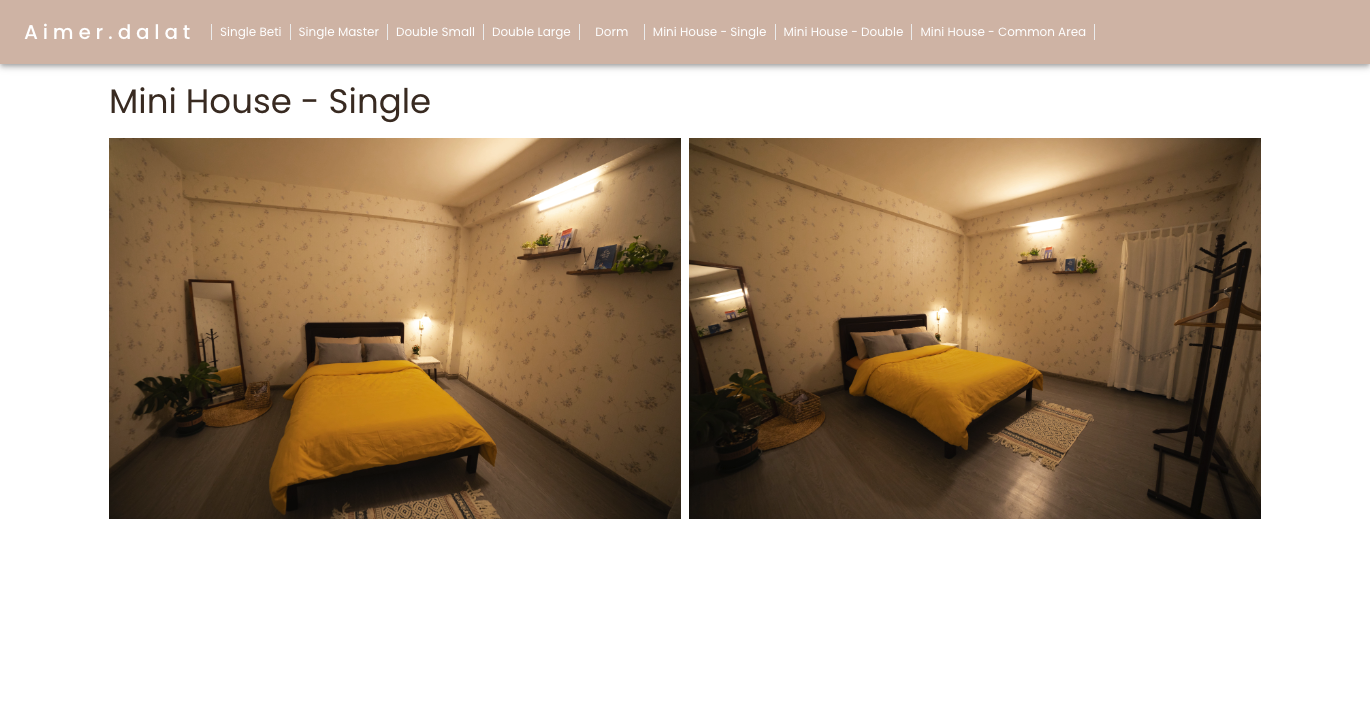 Aimer.dalat
Single Beti
Single Master
Double Small
Double Large
Dorm
Mini House - Single
Mini House - Double
Mini House - Common Area
Mini House - Single